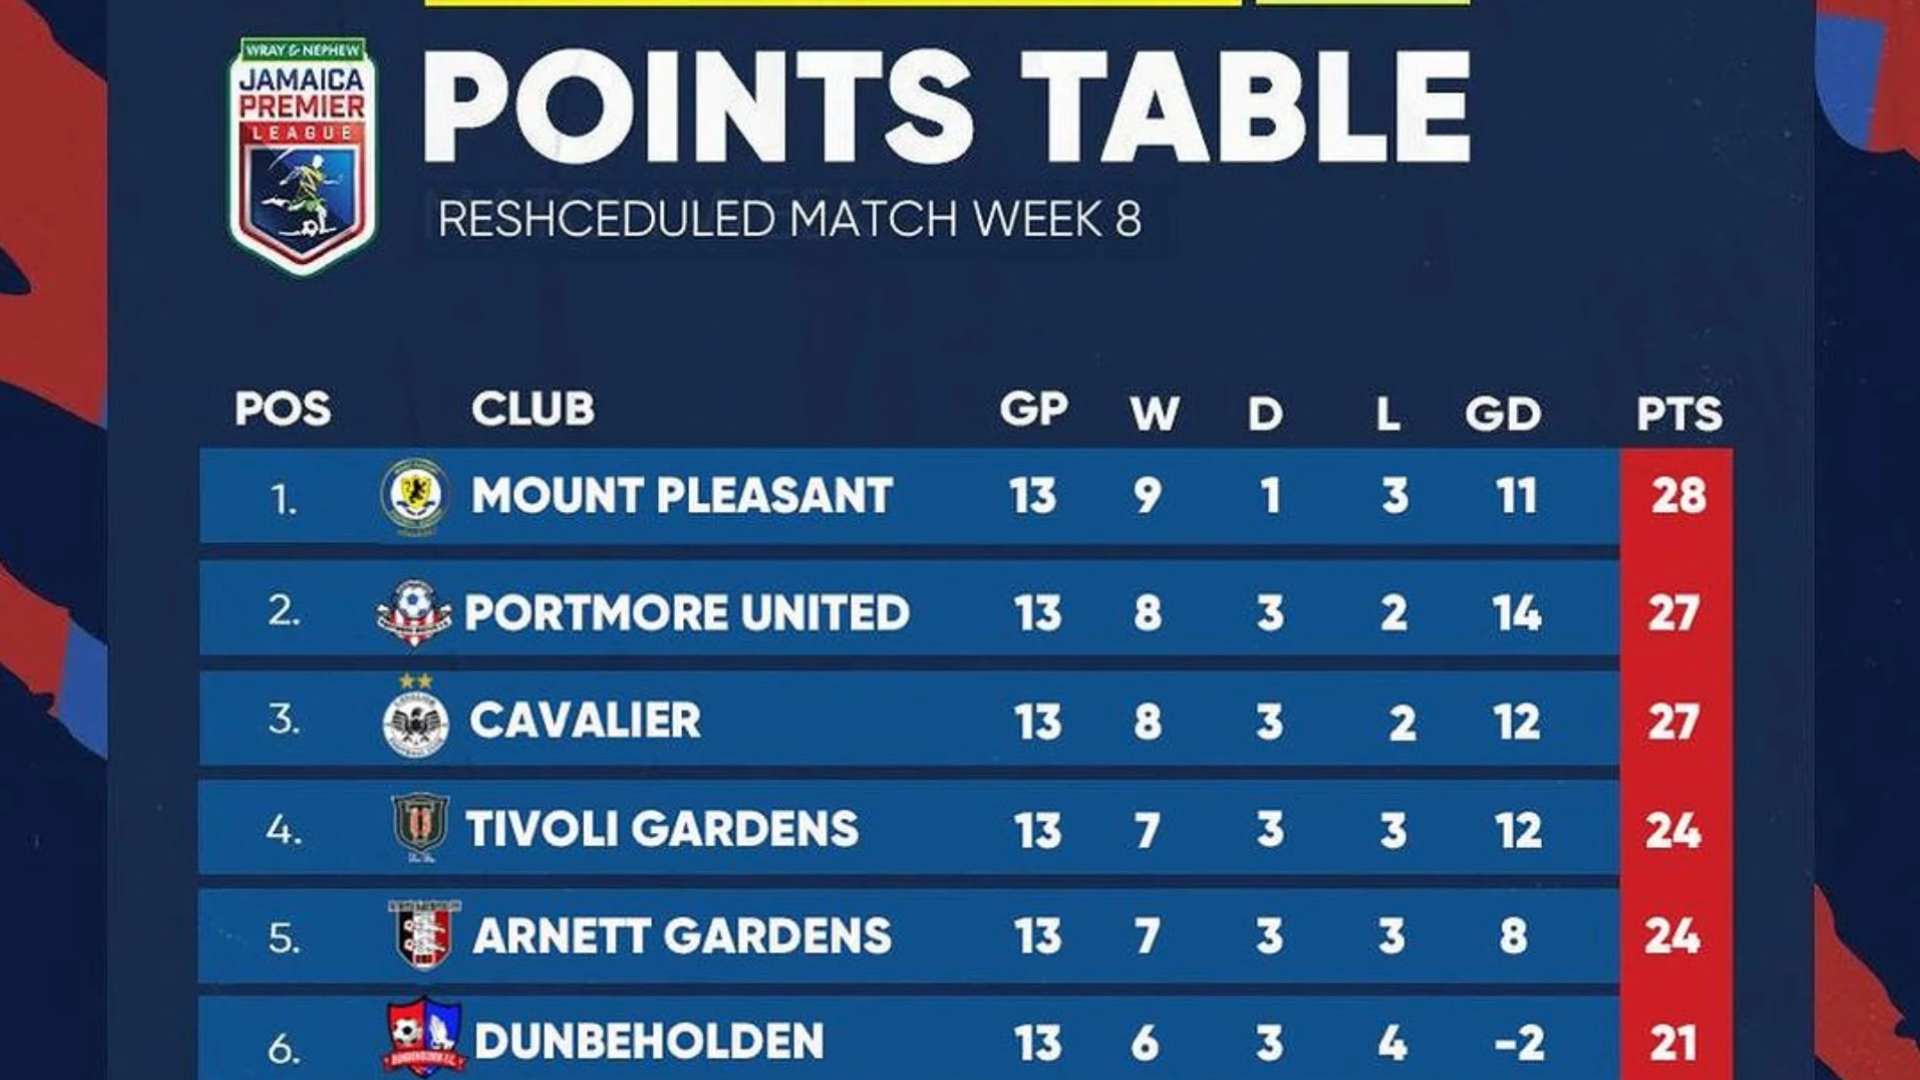 WRAY & NEPHEW
JAMAICA
PREMIER
LEAGUE
POINTS TABLE
RESHCEDULED MATCH WEEK 8
POS CLUB GP W D L GD PTS
1. MOUNT PLEASANT 13 9 1 3 11 28
2. PORTMORE UNITED 13 8 3 2 14 27
3. CAVALIER 13 8 3 2 12 27
4. TIVOLI GARDENS 13 7 3 3 12 24
5. ARNETT GARDENS 13 7 3 3 8 24
6. DUNBEHOLDEN 13 6 3 4 -2 21